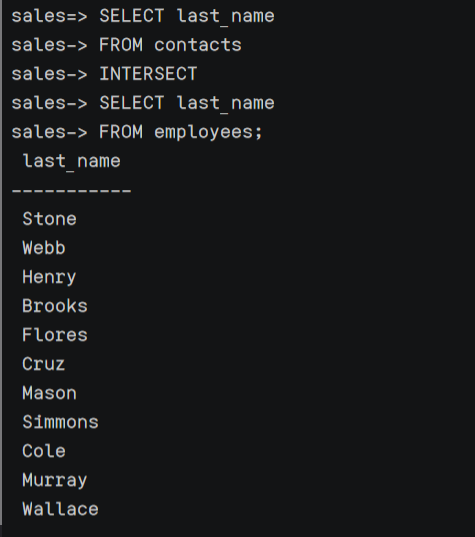 sales=> SELECT last_name
sales-> FROM contacts
sales-> INTERSECT
sales-> SELECT last_name
sales-> FROM employees;
 last_name
-----------
 Stone
 Webb
 Henry
 Brooks
 Flores
 Cruz
 Mason
 Simmons
 Cole
 Murray
 Wallace